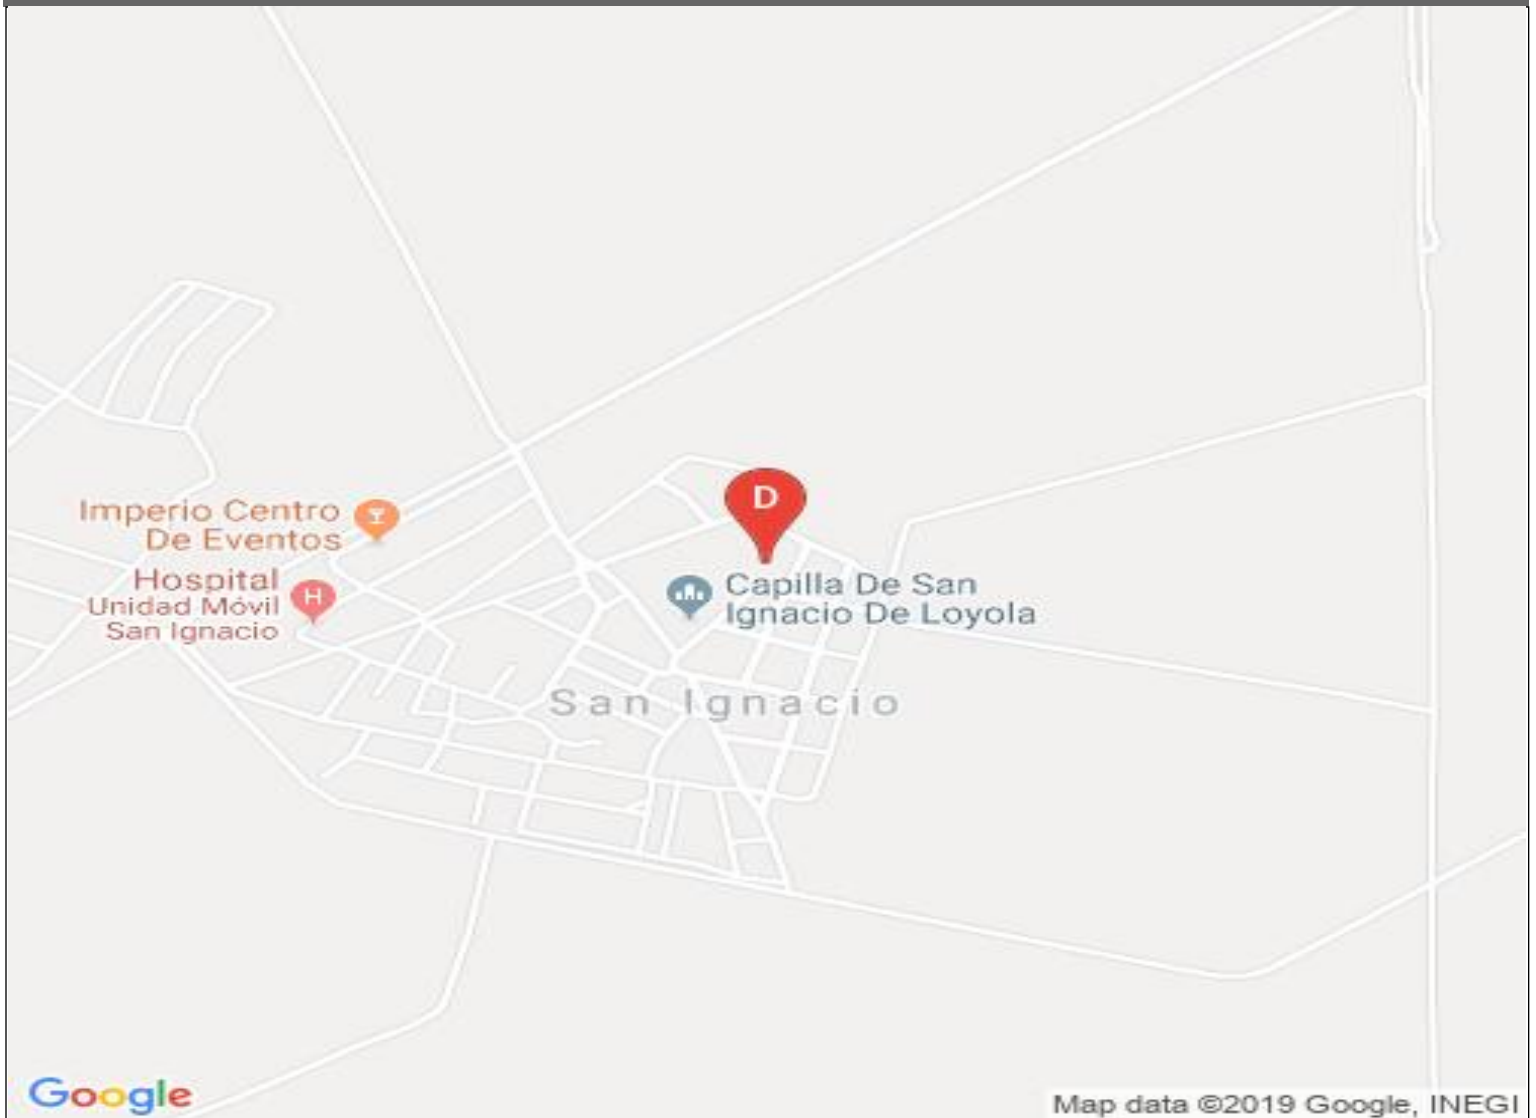 D
Imperio Centro
De Eventos
Hospital
Unidad Móvil
San Ignacio
H
Capilla De San
Ignacio De Loyola
San Ignacio
Google
Map data ©2019 Google, INEGI